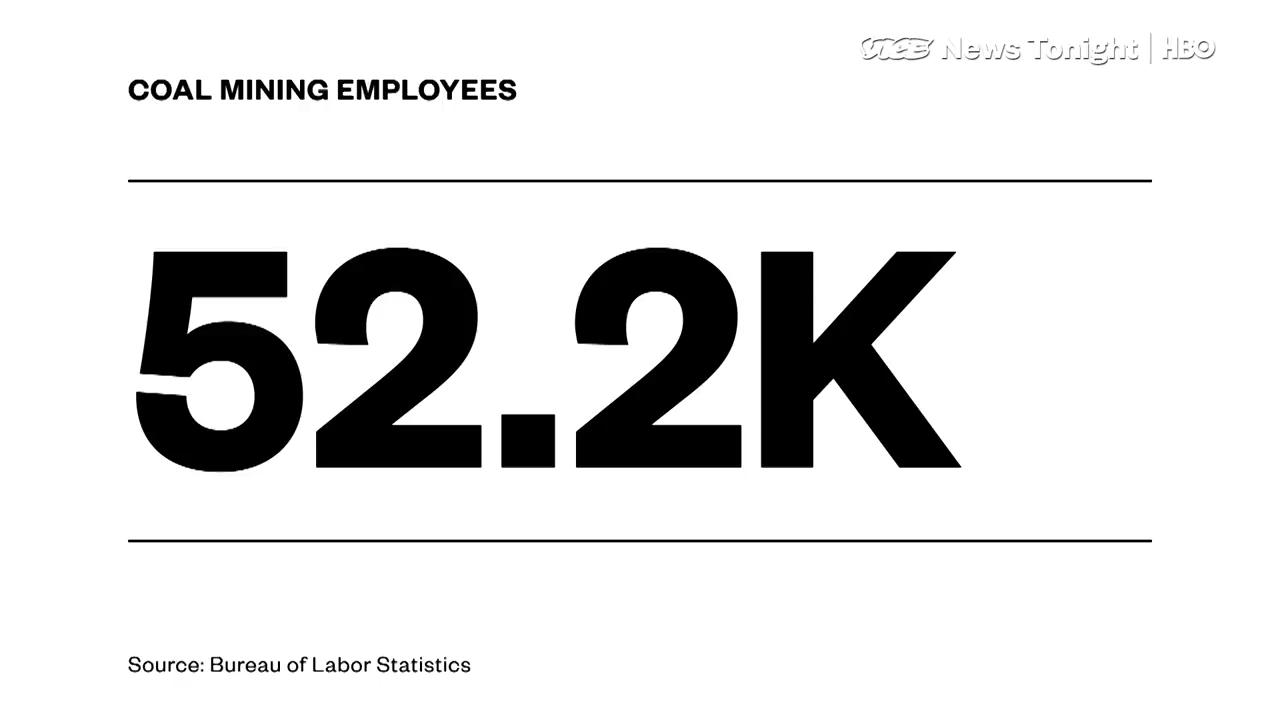 VICE News Tonight | HBO
COAL MINING EMPLOYEES
52.2K
Source: Bureau of Labor Statistics